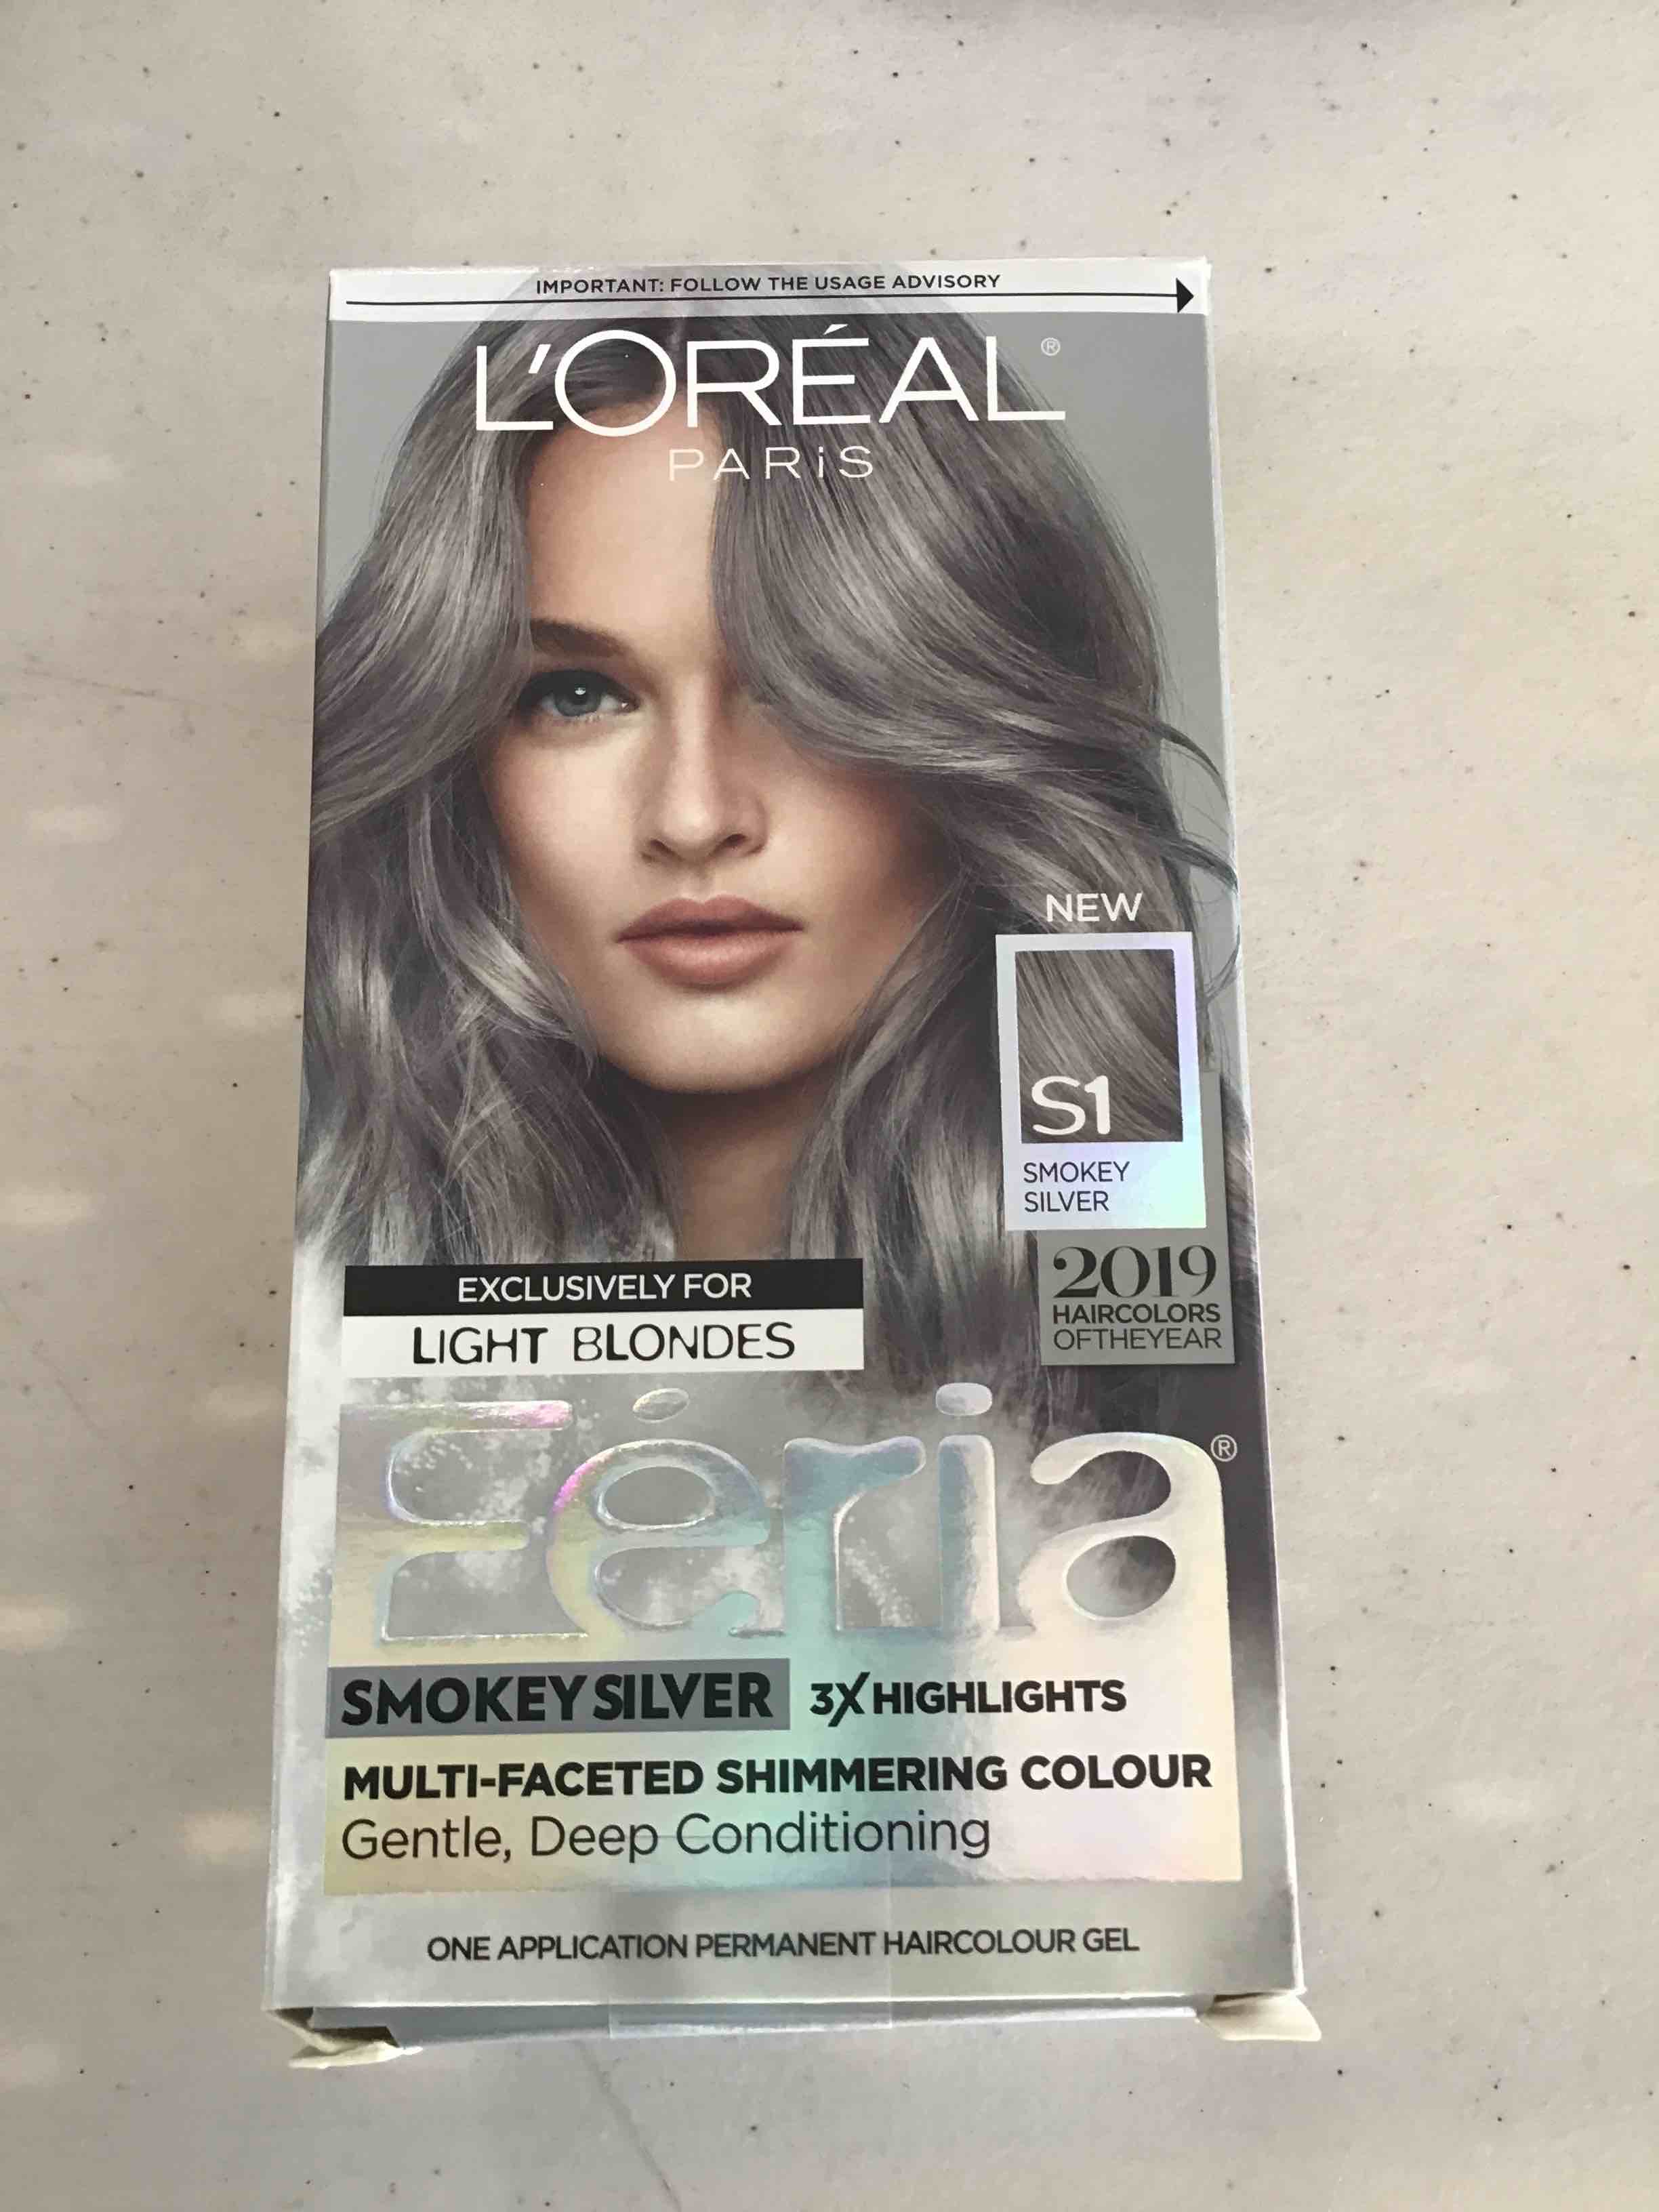 IMPORTANT: FOLLOW THE USAGE ADVISORY
L'ORÉAL®
PARiS
NEW
S1
SMOKEY
SILVER
2019
HAIRCOLORS
OFTHEYEAR
EXCLUSIVELY FOR
LIGHT BLONDES
Féria®
SMOKEY SILVER 3X HIGHLIGHTS
MULTI-FACETED SHIMMERING COLOUR
Gentle, Deep Conditioning
ONE APPLICATION PERMANENT HAIRCOLOUR GEL